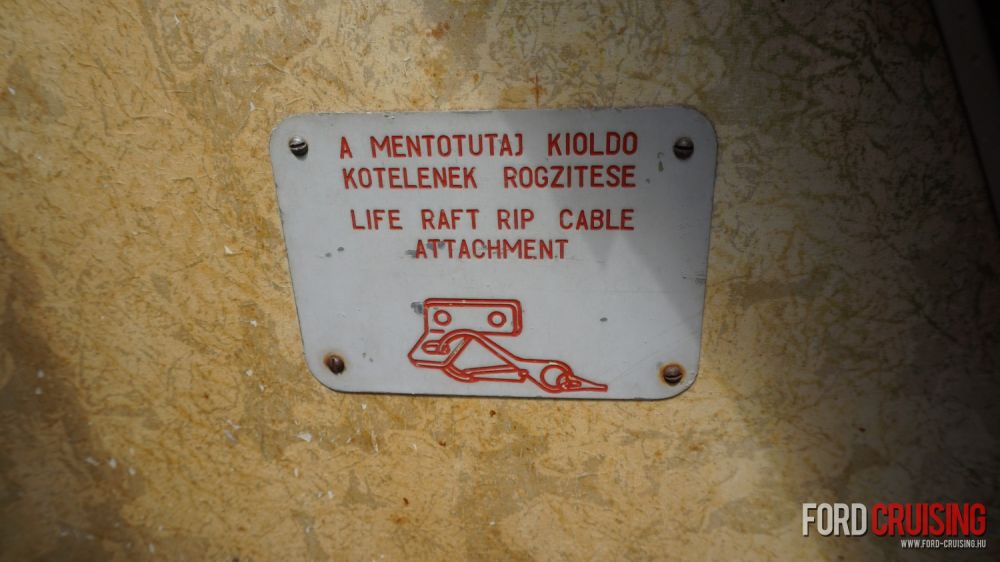 A MENTOTUTAJ KIOLDO
KOTELENEK ROGZITESE
LIFE RAFT RIP CABLE
ATTACHMENT
FORD CRUISING
WWW.FORD-CRUISING.HU